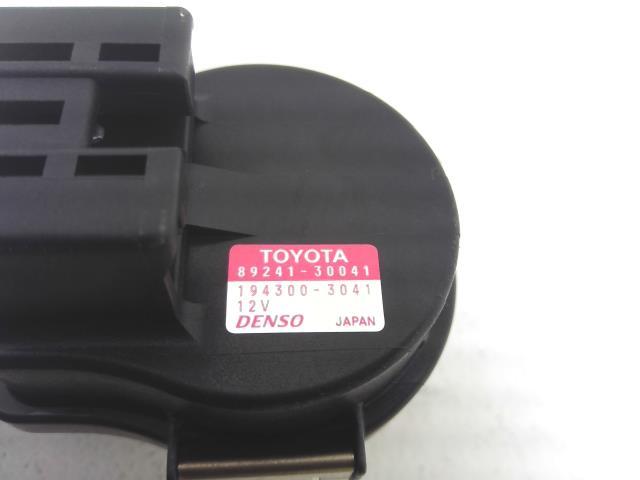 TOYOTA
89241-30041
194300-3041
12V
DENSO JAPAN